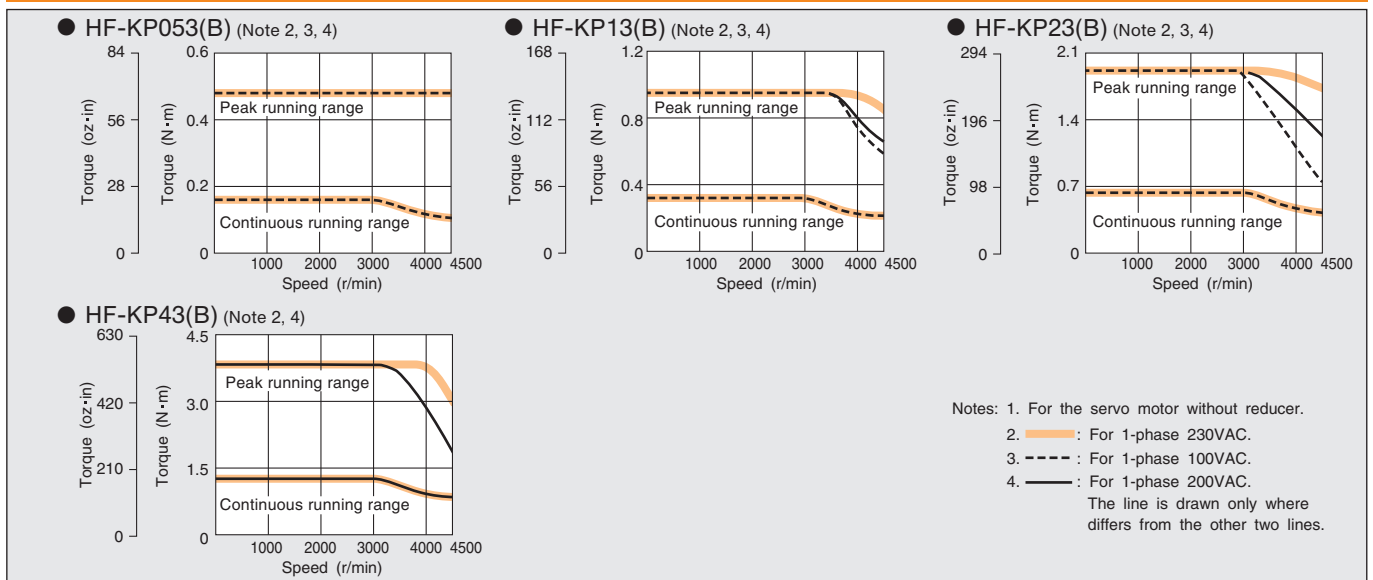 ● HF-KP053(B) (Note 2, 3, 4)
84
56
28
0
Torque (oz·in)
0.6
0.4
0.2
0
Torque (N·m)
Peak running range
Continuous running range
1000 2000 3000 4000 4500
Speed (r/min)
● HF-KP13(B) (Note 2, 3, 4)
168
112
56
0
Torque (oz·in)
1.2
0.8
0.4
0
Torque (N·m)
Peak running range
Continuous running range
1000 2000 3000 4000 4500
Speed (r/min)
● HF-KP23(B) (Note 2, 3, 4)
294
196
98
0
Torque (oz·in)
2.1
1.4
0.7
0
Torque (N·m)
Peak running range
Continuous running range
1000 2000 3000 4000 4500
Speed (r/min)
● HF-KP43(B) (Note 2, 4)
630
420
210
0
Torque (oz·in)
4.5
3.0
1.5
0
Torque (N·m)
Peak running range
Continuous running range
1000 2000 3000 4000 4500
Speed (r/min)
Notes: 1. For the servo motor without reducer.
2. : For 1-phase 230VAC.
3. : For 1-phase 100VAC.
4. : For 1-phase 200VAC.
The line is drawn only where
differs from the other two lines.